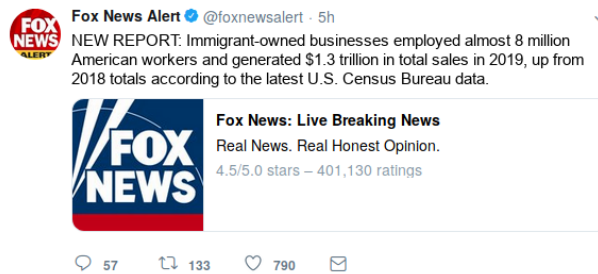 FOX
NEWS
ALERT
Fox News Alert @foxnewsalert · 5h
NEW REPORT: Immigrant-owned businesses employed almost 8 million
American workers and generated $1.3 trillion in total sales in 2019, up from
2018 totals according to the latest U.S. Census Bureau data.
FOX
NEWS
Fox News: Live Breaking News
Real News. Real Honest Opinion.
4.5/5.0 stars – 401,130 ratings
57 133 790